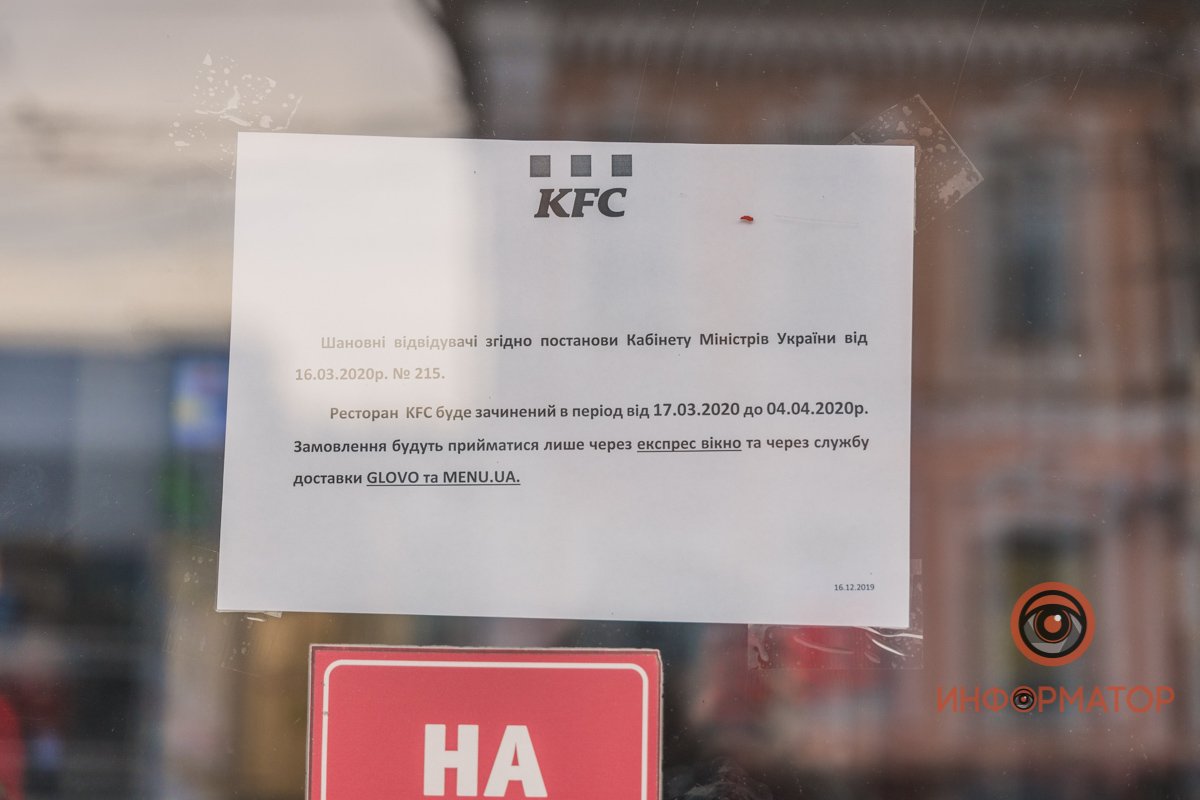 KFC
Шановні відвідувачі згідно постанови Кабінету Міністрів України від
16.03.2020р. № 215.
Ресторан KFC буде зачинений в період від 17.03.2020 до 04.04.2020р.
Замовлення будуть прийматися лише через експрес вікно та через службу
доставки GLOVO та MENU.UA.
16.12.2019
ИНФОРМАТОР
НА